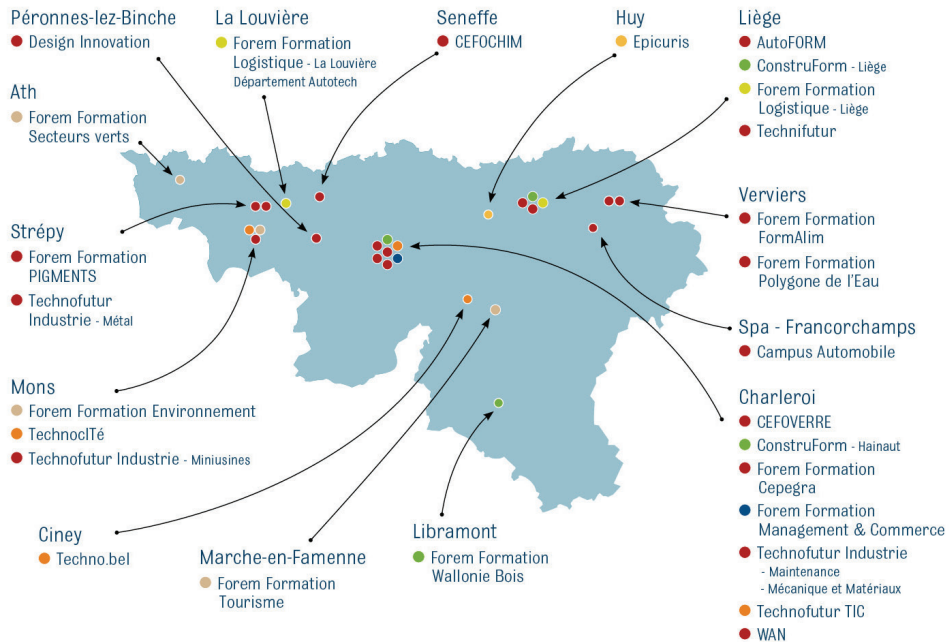 Péronnes-lez-Binche
Design Innovation
La Louvière
Forem Formation
Logistique - La Louvière
Département Autotech
Seneffe
CEFOCHIM
Huy
Epicuris
Liège
AutoFORM
ConstruForm - Liège
Forem Formation
Logistique - Liège
Technifutur
Ath
Forem Formation
Secteurs verts
Verviers
Forem Formation
FormAlim
Forem Formation
Polygone de l'Eau
Strépy
Forem Formation
PIGMENTS
Technofutur
Industrie - Métal
Spa - Francorchamps
Campus Automobile
Mons
Forem Formation Environnement
TechnocITé
Technofutur Industrie - Miniusines
Charleroi
CEFOVERRE
ConstruForm - Hainaut
Forem Formation
Cepegra
Forem Formation
Management & Commerce
Technofutur Industrie
- Maintenance
- Mécanique et Matériaux
Technofutur TIC
WAN
Ciney
Techno.bel
Marche-en-Famenne
Forem Formation
Tourisme
Libramont
Forem Formation
Wallonie Bois